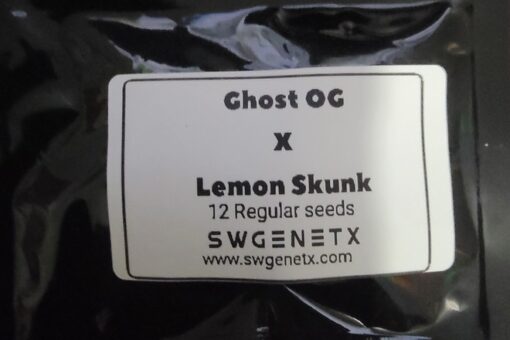 Ghost OG
X
Lemon Skunk
12 Regular seeds
SWGENETX
www.swgenetx.com